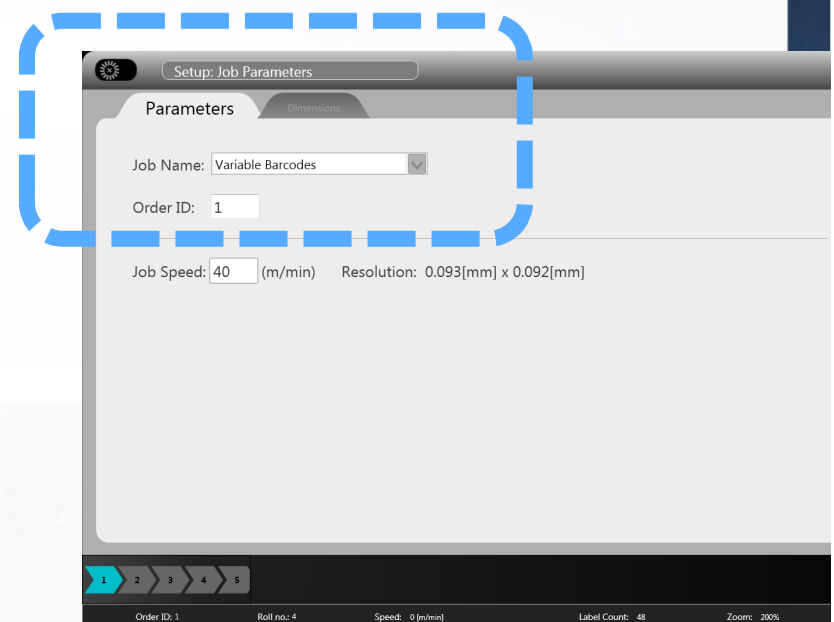 Setup: Job Parameters
Parameters Dimensions
Job Name: Variable Barcodes
Order ID: 1
Job Speed: 40 (m/min) Resolution: 0.093[mm] x 0.092[mm]
1 2 3 4 5
Order ID: 1 Roll no.: 4 Speed: 0 [m/min] Label Count: 48 Zoom: 200%